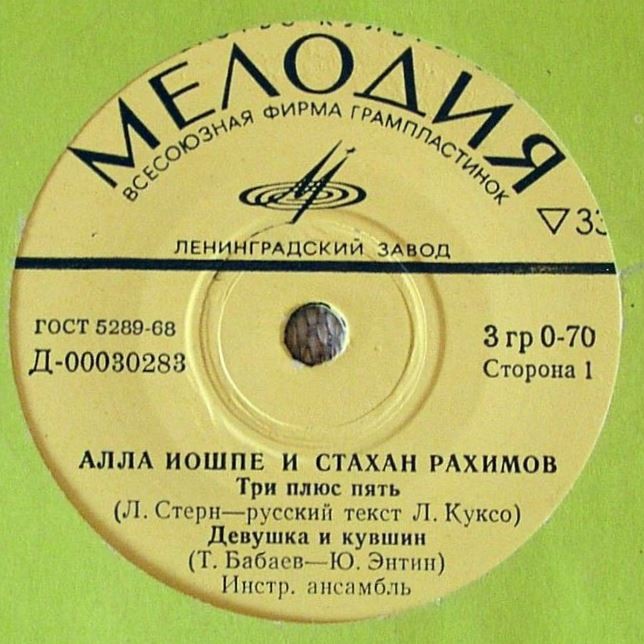 МЕЛОДИЯ
ВСЕСОЮЗНАЯ ФИРМА ГРАМПЛАСТИНОК
ЛЕНИНГРАДСКИЙ ЗАВОД
▽33
ГОСТ 5289-68
Д-00030283
3 гр 0-70
Сторона 1
АЛЛА ИОШПЕ И СТАХАН РАХИМОВ
Три плюс пять
(Л. Стерн—русский текст Л. Куксо)
Девушка и кувшин
(Т. Бабаев—Ю. Энтин)
Инстр. ансамбль